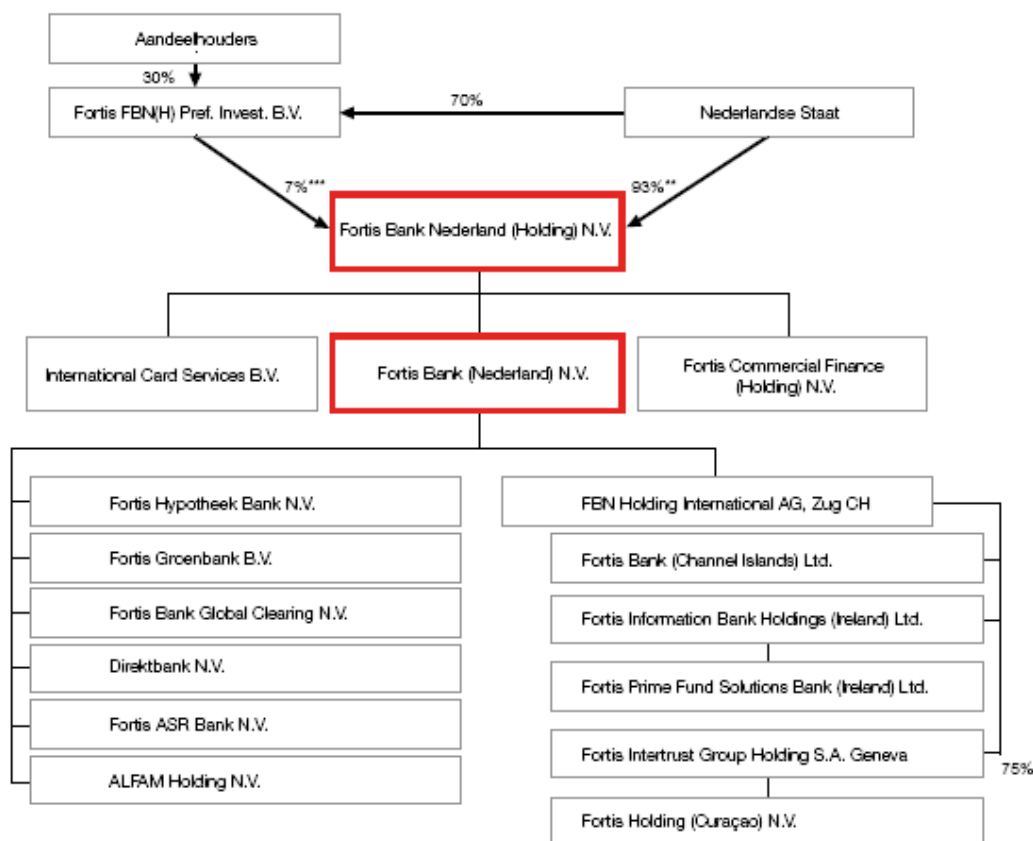 Aandeelhouders
30%
Fortis FBN(H) Pref. Invest. B.V.
70%
Nederlandse Staat
7%***
93%**
Fortis Bank Nederland (Holding) N.V.
International Card Services B.V.
Fortis Bank (Nederland) N.V.
Fortis Commercial Finance
(Holding) N.V.
Fortis Hypotheek Bank N.V.
Fortis Groenbank B.V.
Fortis Bank Global Clearing N.V.
Direktbank N.V.
Fortis ASR Bank N.V.
ALFAM Holding N.V.
FBN Holding International AG, Zug CH
Fortis Bank (Channel Islands) Ltd.
Fortis Information Bank Holdings (Ireland) Ltd.
Fortis Prime Fund Solutions Bank (Ireland) Ltd.
Fortis Intertrust Group Holding S.A. Geneva
75%
Fortis Holding (Curaçao) N.V.